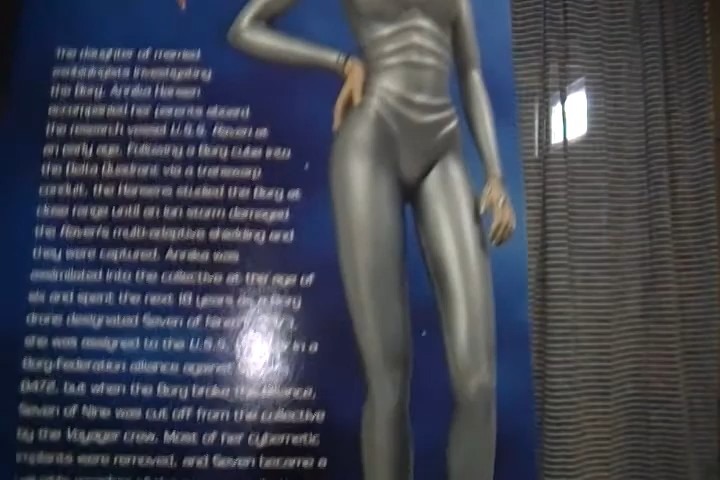 The daughter of married
exobiologists investigating
the Borg, Annika Hansen
accompanied her parents aboard
the research vessel U.S.S. Raven at
an early age. Following a Borg cube into
the Delta Quadrant via a transwarp
conduit, the Hansens studied the Borg at
close range until an ion storm damaged
the Raven's multi-adaptive shielding and
they were captured. Annika was
assimilated into the collective at the age of
six and spent the next 18 years as a Borg
drone designated Seven of Nine
she was assigned to the U.S.S. in a
Borg-Federation alliance against
8472, but when the Borg broke the alliance,
Seven of Nine was cut off from the collective
by the Voyager crew. Most of her cybernetic
implants were removed, and Seven became a